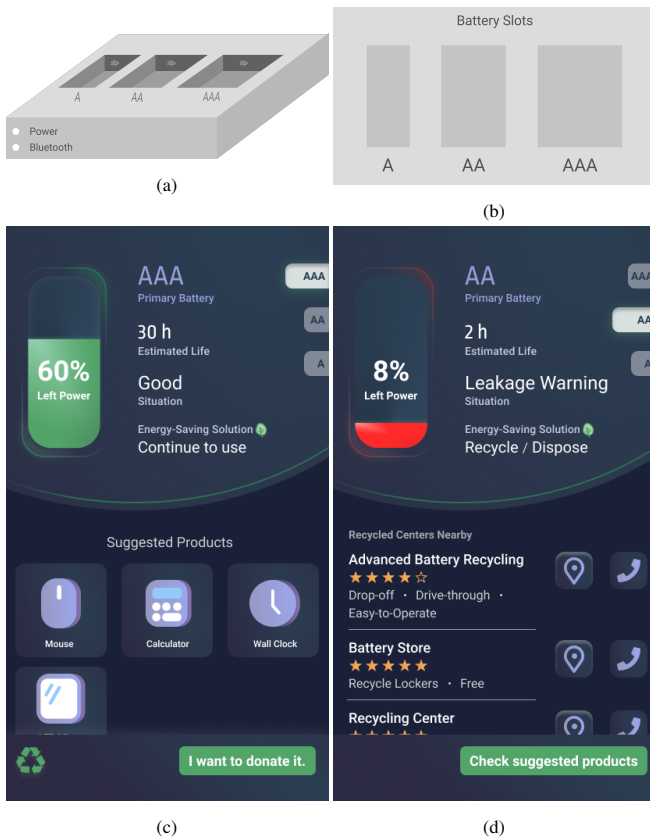 A
AA
AAA
Power
Bluetooth
(a)
Battery Slots
A
AA
AAA
(b)
AAA
Primary Battery
30 h
Estimated Life
Good
Situation
Energy-Saving Solution
Continue to use
60%
Left Power
AAA
AA
A
Suggested Products
Mouse
Calculator
Wall Clock
I want to donate it.
(c)
AA
Primary Battery
2 h
Estimated Life
Leakage Warning
Situation
Energy-Saving Solution
Recycle / Dispose
8%
Left Power
AAA
AA
A
Recycled Centers Nearby
Advanced Battery Recycling
Drop-off • Drive-through •
Easy-to-Operate
Battery Store
Recycle Lockers • Free
Recycling Center
Check suggested products
(d)